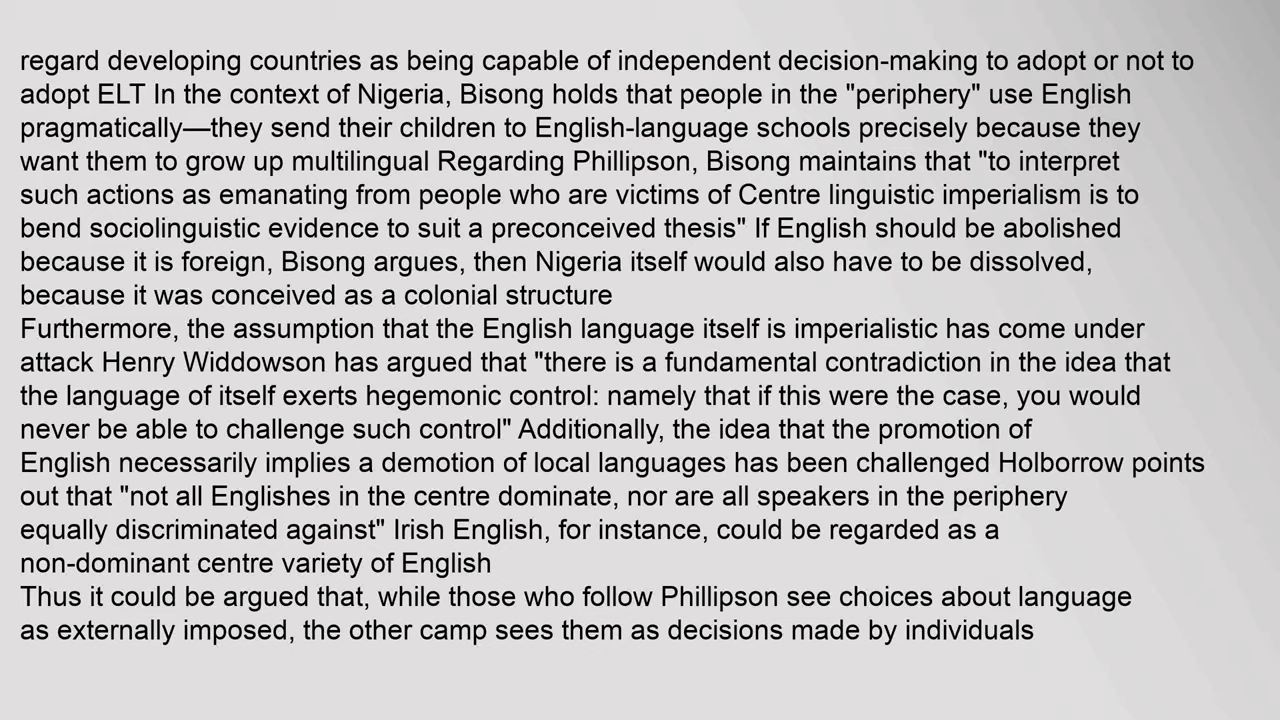 regard developing countries as being capable of independent decision-making to adopt or not to
adopt ELT In the context of Nigeria, Bisong holds that people in the "periphery" use English
pragmatically—they send their children to English-language schools precisely because they
want them to grow up multilingual Regarding Phillipson, Bisong maintains that "to interpret
such actions as emanating from people who are victims of Centre linguistic imperialism is to
bend sociolinguistic evidence to suit a preconceived thesis" If English should be abolished
because it is foreign, Bisong argues, then Nigeria itself would also have to be dissolved,
because it was conceived as a colonial structure
Furthermore, the assumption that the English language itself is imperialistic has come under
attack Henry Widdowson has argued that "there is a fundamental contradiction in the idea that
the language of itself exerts hegemonic control: namely that if this were the case, you would
never be able to challenge such control" Additionally, the idea that the promotion of
English necessarily implies a demotion of local languages has been challenged Holborrow points
out that "not all Englishes in the centre dominate, nor are all speakers in the periphery
equally discriminated against" Irish English, for instance, could be regarded as a
non-dominant centre variety of English
Thus it could be argued that, while those who follow Phillipson see choices about language
as externally imposed, the other camp sees them as decisions made by individuals